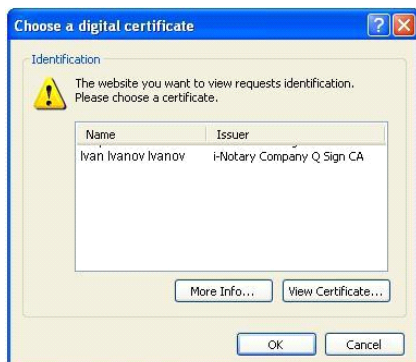 Choose a digital certificate
Identification
The website you want to view requests identification.
Please choose a certificate.
Name Issuer
Ivan Ivanov Ivanov i-Notary Company Q Sign CA
More Info... View Certificate...
OK Cancel